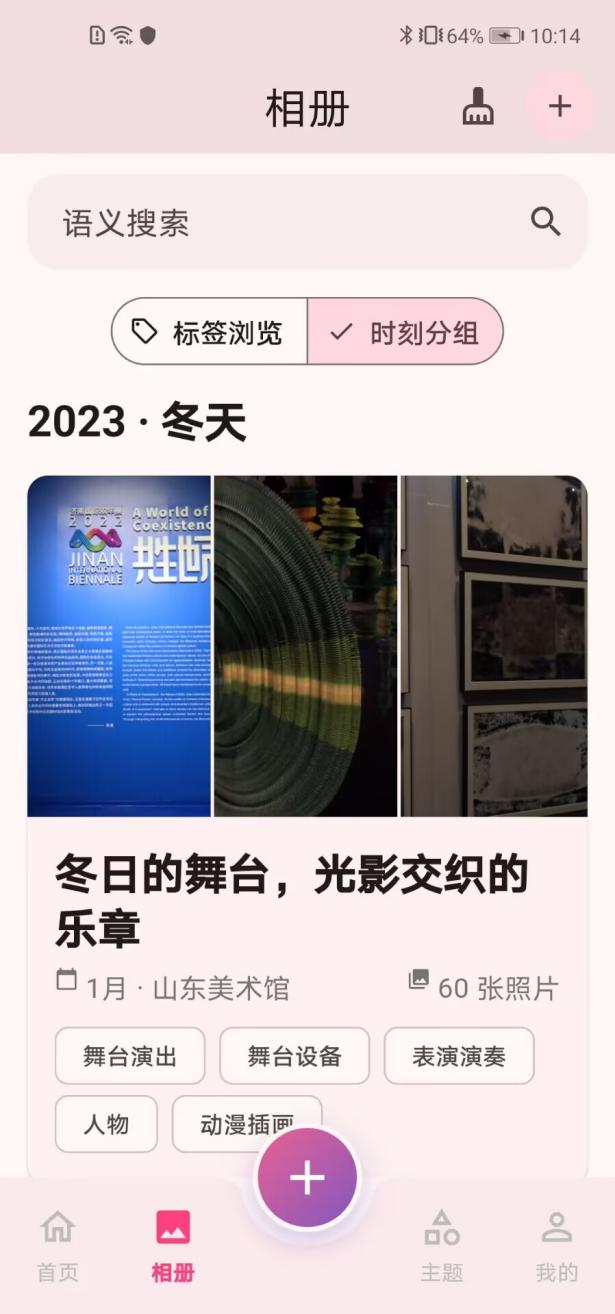 64% 10:14
相册
语义搜索
标签浏览 时刻分组
2023 · 冬天
2022
JINAN
INTERNATIONAL
BIENNALE
A World of
Coexistenc
冬日的舞台，光影交织的
乐章
1月 · 山东美术馆 60 张照片
舞台演出 舞台设备 表演演奏
人物 动漫插画
首页 相册 主题 我的